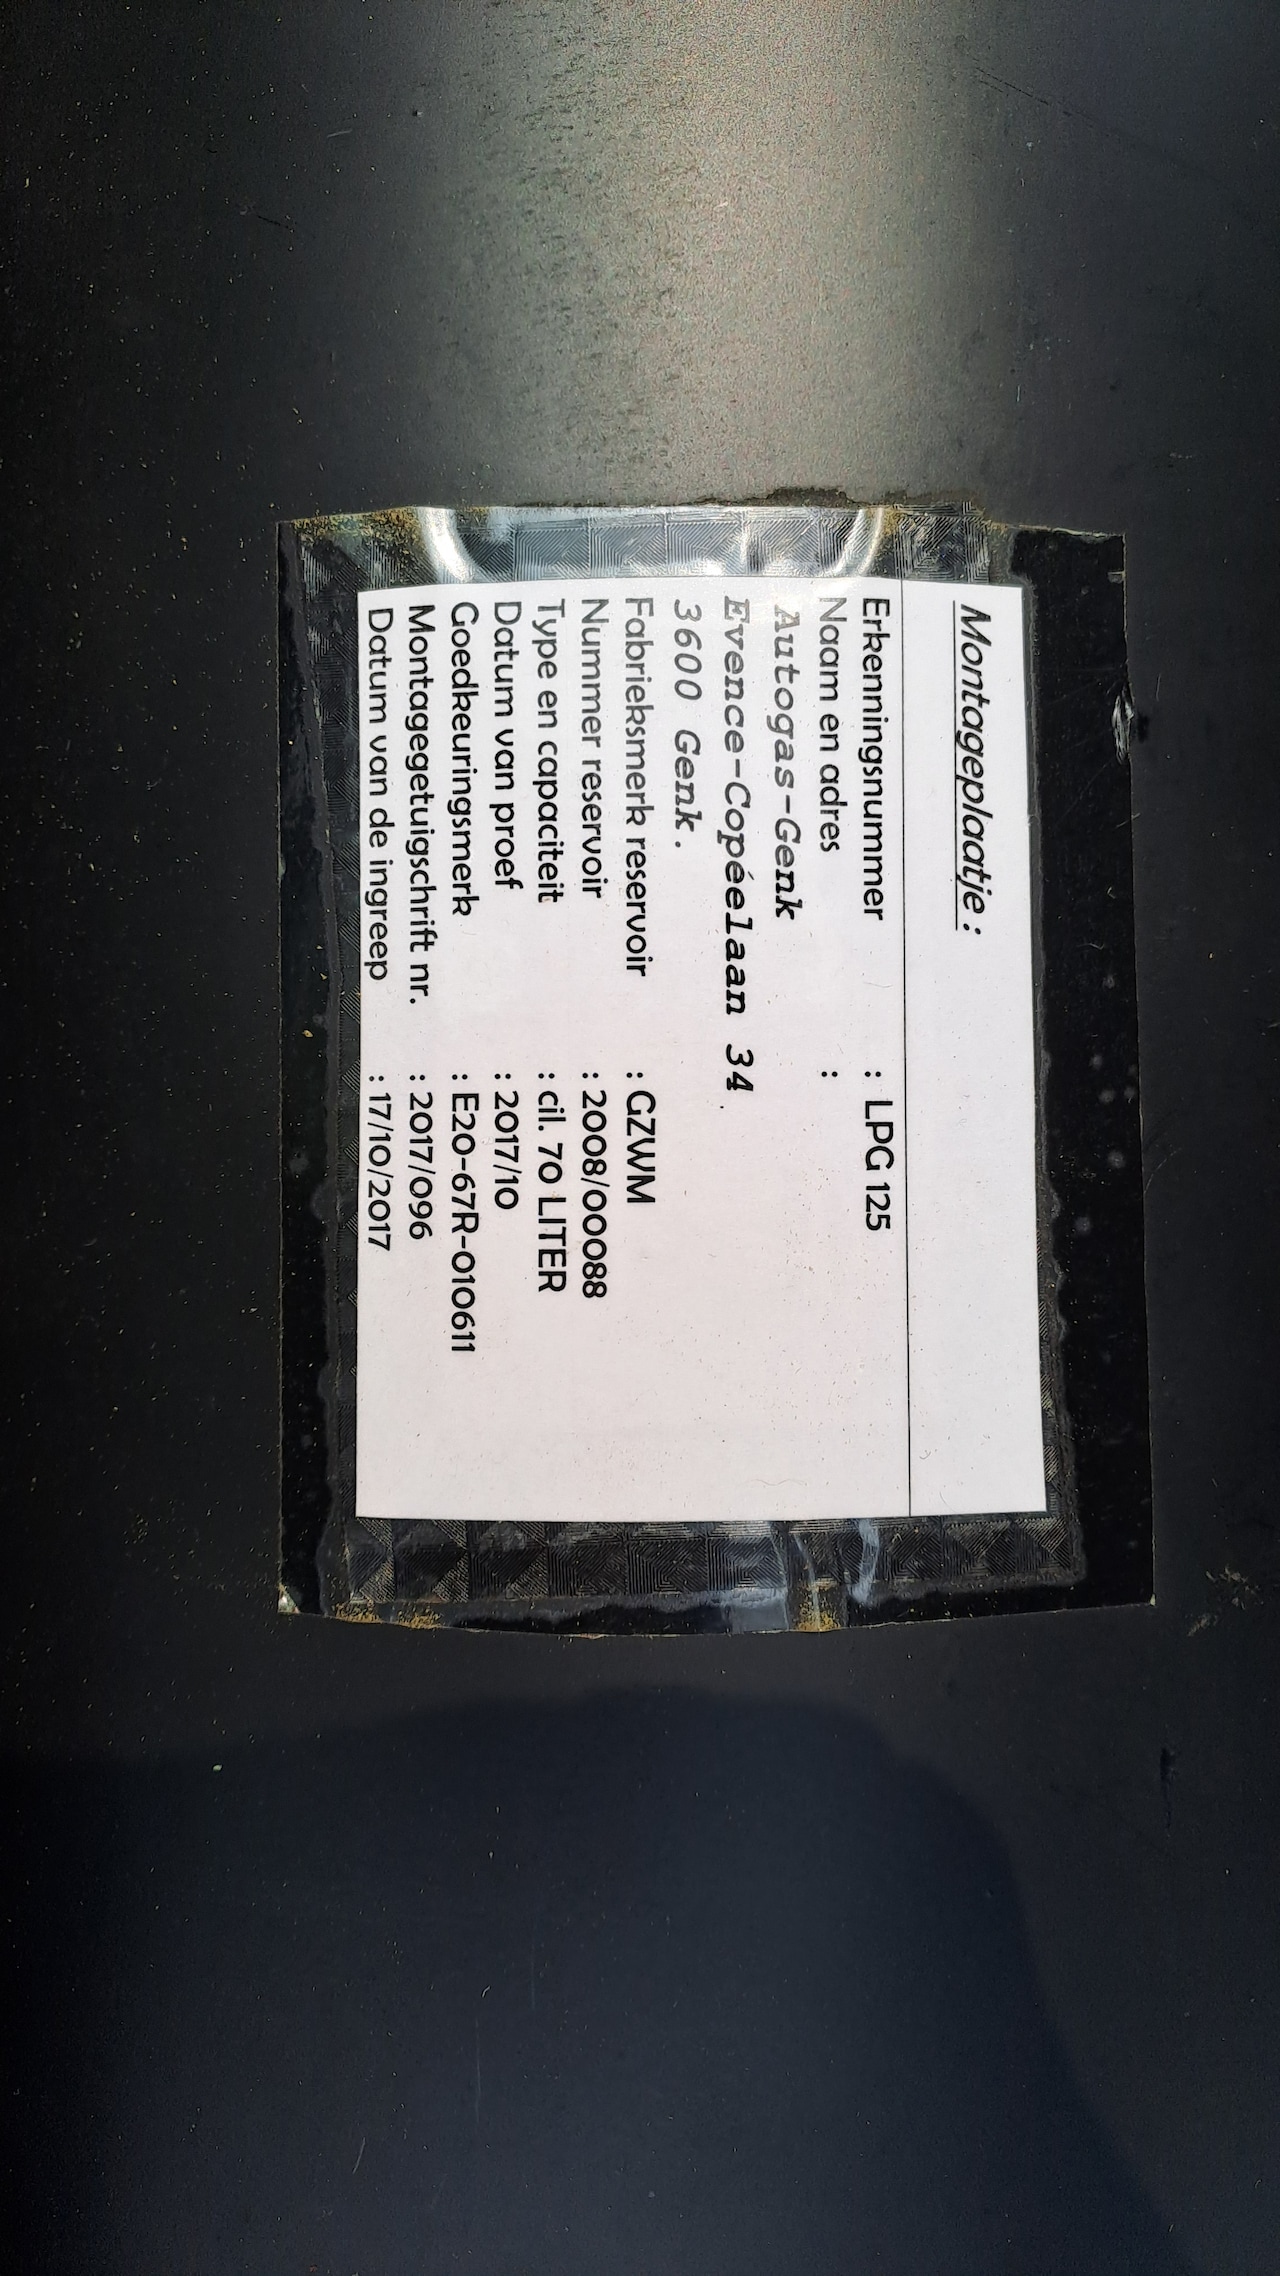 Montageplaatje :
Erkenningsnummer : LPG 125
Naam en adres :
Autogas-Genk
Evence-Copéelaan 34
3600 Genk.
Fabrieksmerk reservoir : GZWM
Nummer reservoir : 2008/00088
Type en capaciteit : cil. 70 LITER
Datum van proef : 2017/10
Goedkeuringsmerk : E20-67R-010611
Montagegetuigschrift nr. : 2017/096
Datum van de ingreep : 17/10/2017